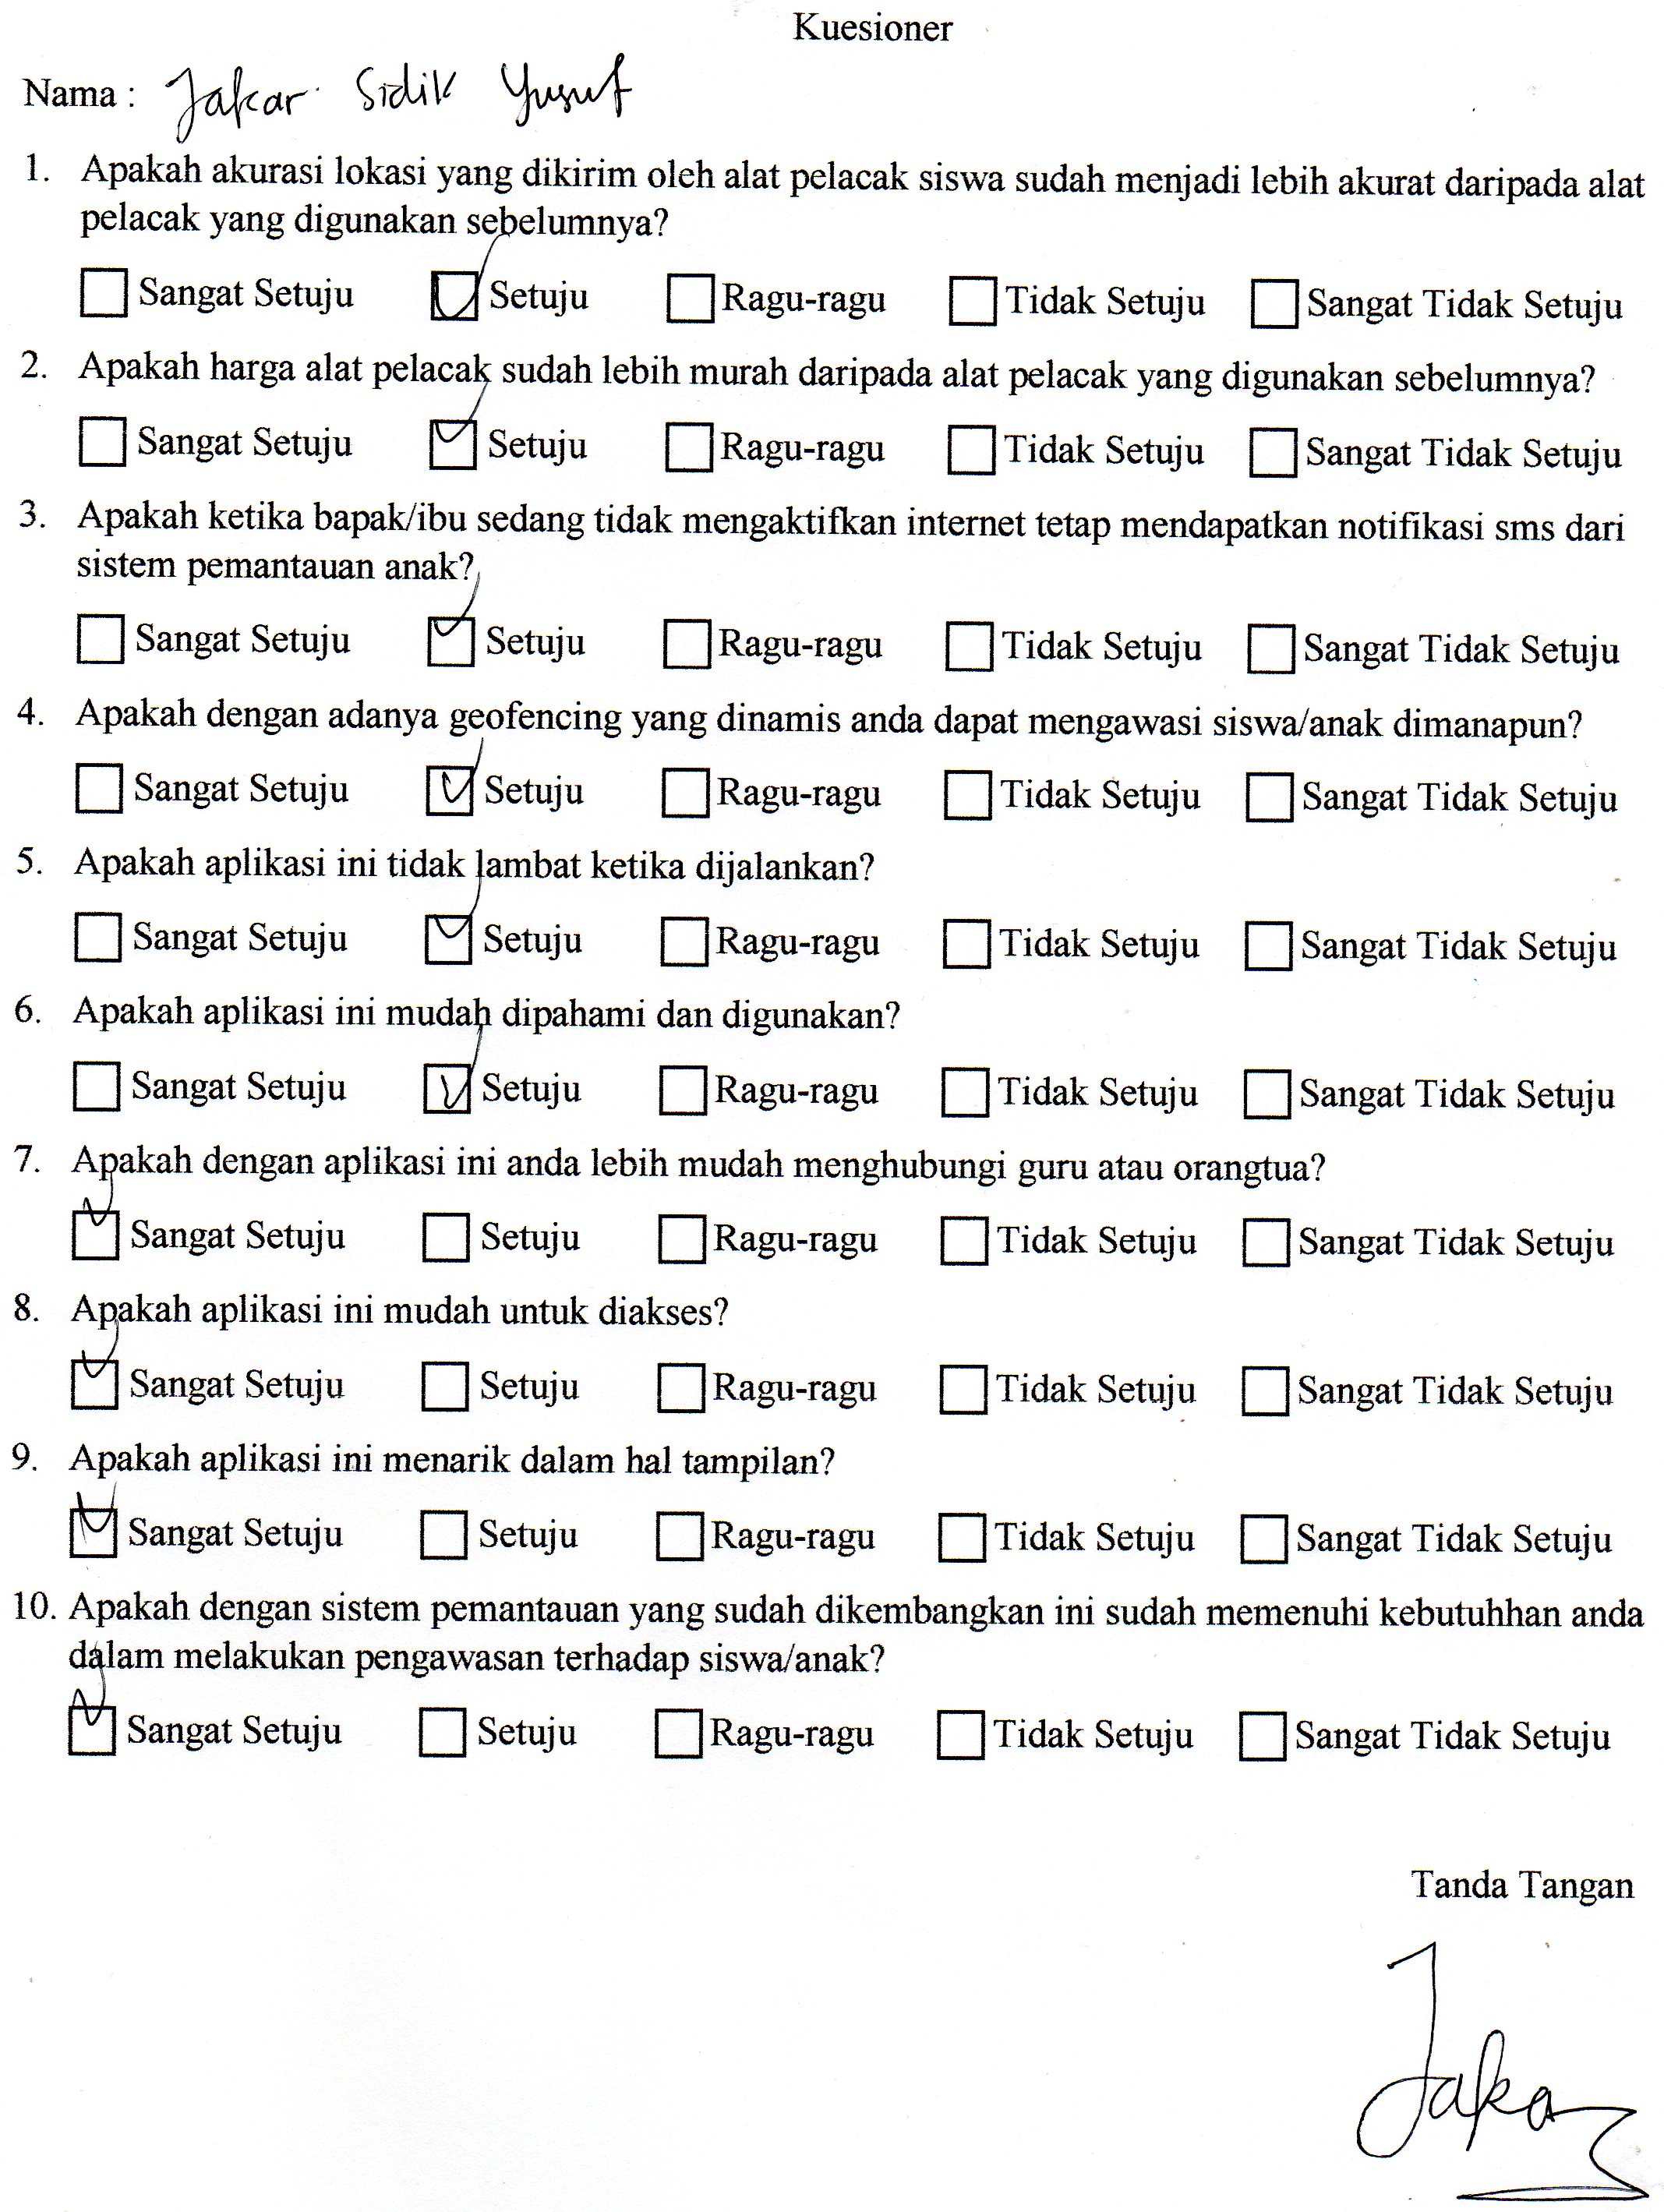 Kuesioner
Nama : Jakar Sidik Yusuf
1. Apakah akurasi lokasi yang dikirim oleh alat pelacak siswa sudah menjadi lebih akurat daripada alat
pelacak yang digunakan sebelumnya?
☐ Sangat Setuju ☑ Setuju ☐ Ragu-ragu ☐ Tidak Setuju ☐ Sangat Tidak Setuju
2. Apakah harga alat pelacak sudah lebih murah daripada alat pelacak yang digunakan sebelumnya?
☐ Sangat Setuju ☑ Setuju ☐ Ragu-ragu ☐ Tidak Setuju ☐ Sangat Tidak Setuju
3. Apakah ketika bapak/ibu sedang tidak mengaktifkan internet tetap mendapatkan notifikasi sms dari
sistem pemantauan anak?
☐ Sangat Setuju ☑ Setuju ☐ Ragu-ragu ☐ Tidak Setuju ☐ Sangat Tidak Setuju
4. Apakah dengan adanya geofencing yang dinamis anda dapat mengawasi siswa/anak dimanapun?
☐ Sangat Setuju ☑ Setuju ☐ Ragu-ragu ☐ Tidak Setuju ☐ Sangat Tidak Setuju
5. Apakah aplikasi ini tidak lambat ketika dijalankan?
☐ Sangat Setuju ☑ Setuju ☐ Ragu-ragu ☐ Tidak Setuju ☐ Sangat Tidak Setuju
6. Apakah aplikasi ini mudah dipahami dan digunakan?
☐ Sangat Setuju ☑ Setuju ☐ Ragu-ragu ☐ Tidak Setuju ☐ Sangat Tidak Setuju
7. Apakah dengan aplikasi ini anda lebih mudah menghubungi guru atau orangtua?
☑ Sangat Setuju ☐ Setuju ☐ Ragu-ragu ☐ Tidak Setuju ☐ Sangat Tidak Setuju
8. Apakah aplikasi ini mudah untuk diakses?
☑ Sangat Setuju ☐ Setuju ☐ Ragu-ragu ☐ Tidak Setuju ☐ Sangat Tidak Setuju
9. Apakah aplikasi ini menarik dalam hal tampilan?
☑ Sangat Setuju ☐ Setuju ☐ Ragu-ragu ☐ Tidak Setuju ☐ Sangat Tidak Setuju
10. Apakah dengan sistem pemantauan yang sudah dikembangkan ini sudah memenuhi kebutuhhan anda
dalam melakukan pengawasan terhadap siswa/anak?
☑ Sangat Setuju ☐ Setuju ☐ Ragu-ragu ☐ Tidak Setuju ☐ Sangat Tidak Setuju
Tanda Tangan
Jakar